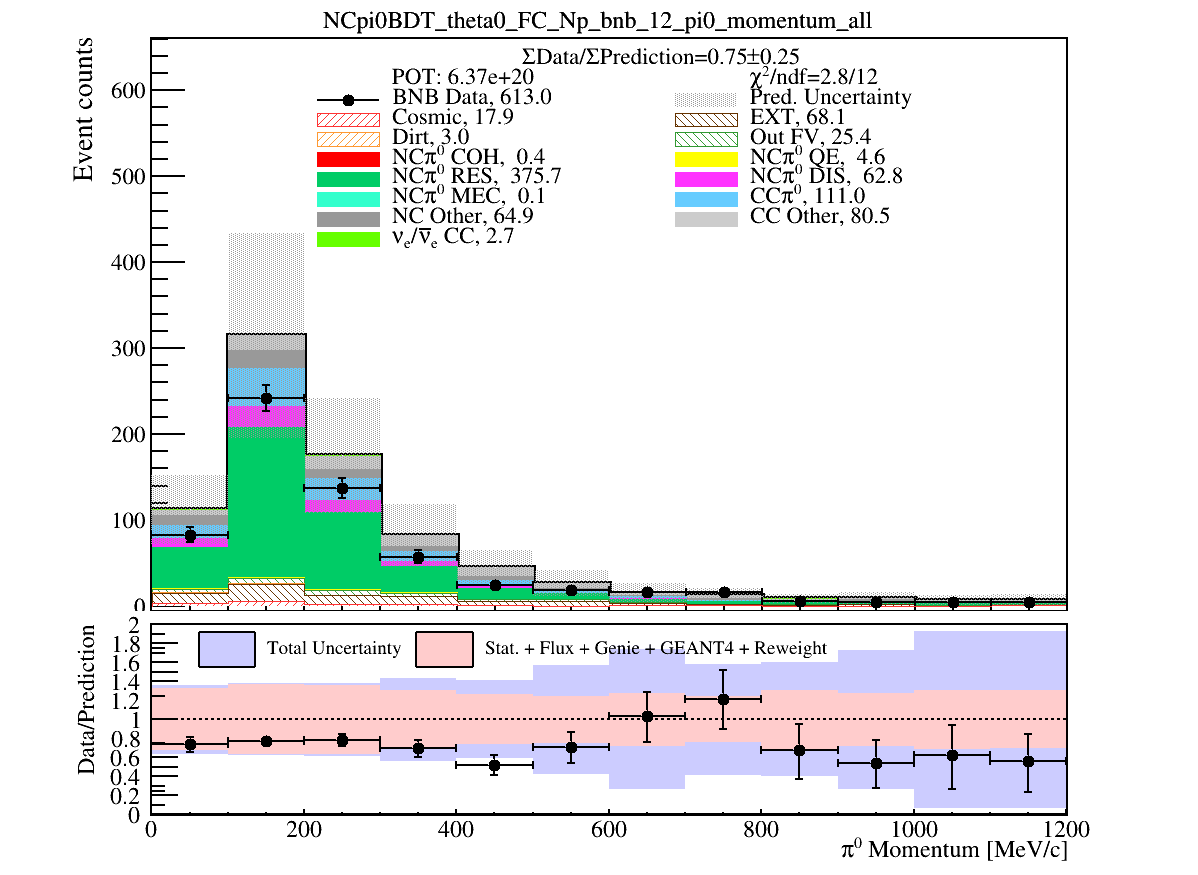 NCpi0BDT_theta0_FC_Np_bnb_12_pi0_momentum_all
ΣData/ΣPrediction=0.75±0.25
POT: 6.37e+20
χ²/ndf=2.8/12
BNB Data, 613.0
Pred. Uncertainty
Cosmic, 17.9
EXT, 68.1
Dirt, 3.0
Out FV, 25.4
NCπ⁰ COH, 0.4
NCπ⁰ QE, 4.6
NCπ⁰ RES, 375.7
NCπ⁰ DIS, 62.8
NCπ⁰ MEC, 0.1
CCπ⁰, 111.0
NC Other, 64.9
CC Other, 80.5
νₑ/ν̅ₑ CC, 2.7
Event counts
600
500
400
300
200
100
0
Total Uncertainty
Stat. + Flux + Genie + GEANT4 + Reweight
Data/Prediction
2
1.8
1.6
1.4
1.2
1
0.8
0.6
0.4
0.2
0
0 200 400 600 800 1000 1200
π⁰ Momentum [MeV/c]